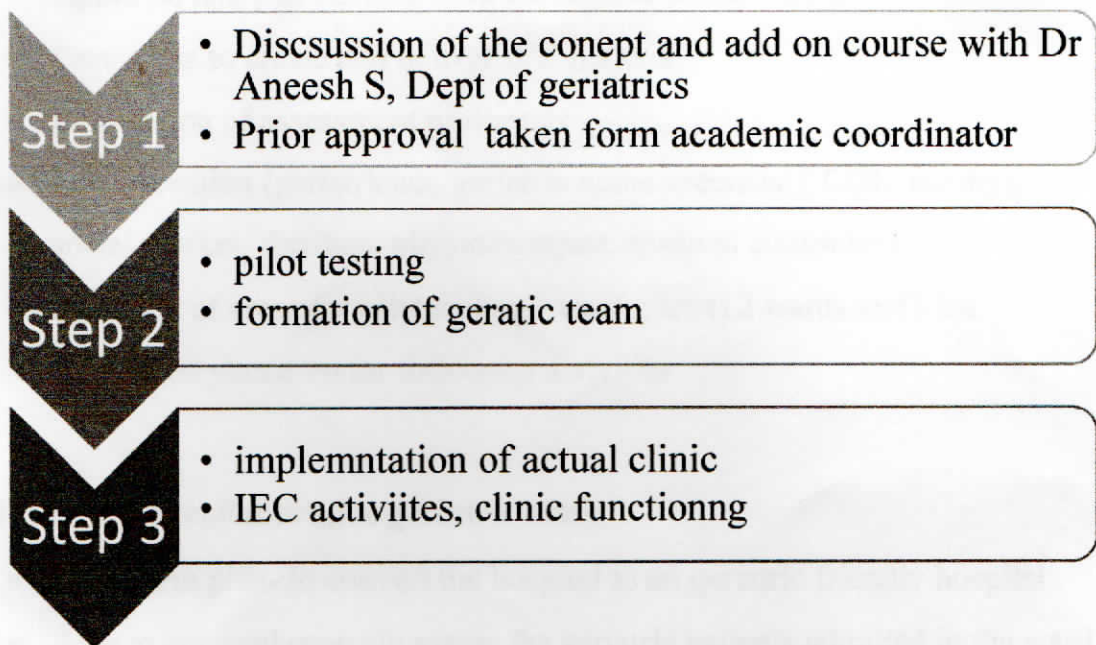 Step 1
• Discsussion of the conept and add on course with Dr
Aneesh S, Dept of geriatrics
• Prior approval taken form academic coordinator
Step 2
• pilot testing
• formation of geratic team
Step 3
• implemntation of actual clinic
• IEC activiites, clinic functionng